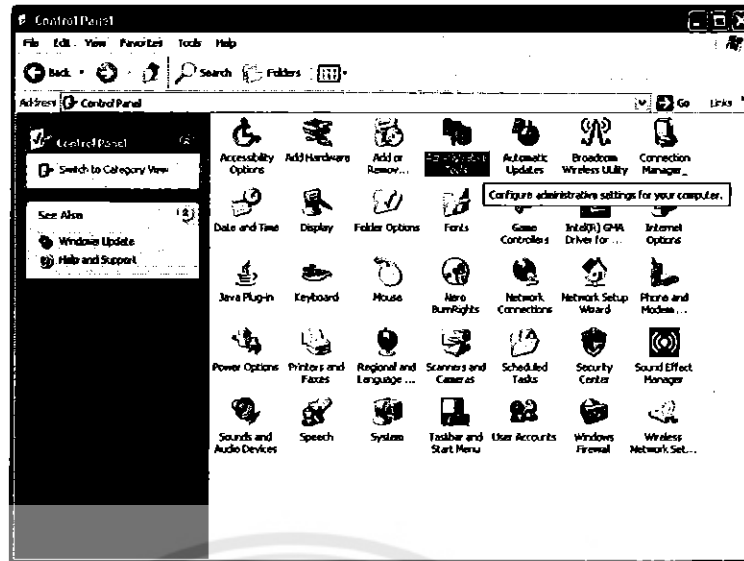 Control Panel
File Edit View Favorites Tools Help
Back Search Folders
Address Control Panel Go Links
Control Panel
Switch to Category View
See Also
Windows Update
Help and Support
Accessibility Options
Add Hardware
Add or Remov...
Administrative Tools
Automatic Updates
Broadcom Wireless Utility
Connection Manager_
Configure administrative settings for your computer.
Date and Time
Display
Folder Options
Fonts
Game Controllers
Intel(R) GMA Driver for ...
Internet Options
Java Plug-in
Keyboard
Mouse
Nero BurnRights
Network Connections
Network Setup Wizard
Phone and Modem ...
Power Options
Printers and Faxes
Regional and Language ...
Scanners and Cameras
Scheduled Tasks
Security Center
Sound Effect Manager
Sounds and Audio Devices
Speech
System
Taskbar and Start Menu
User Accounts
Windows Firewall
Wireless Network Set...